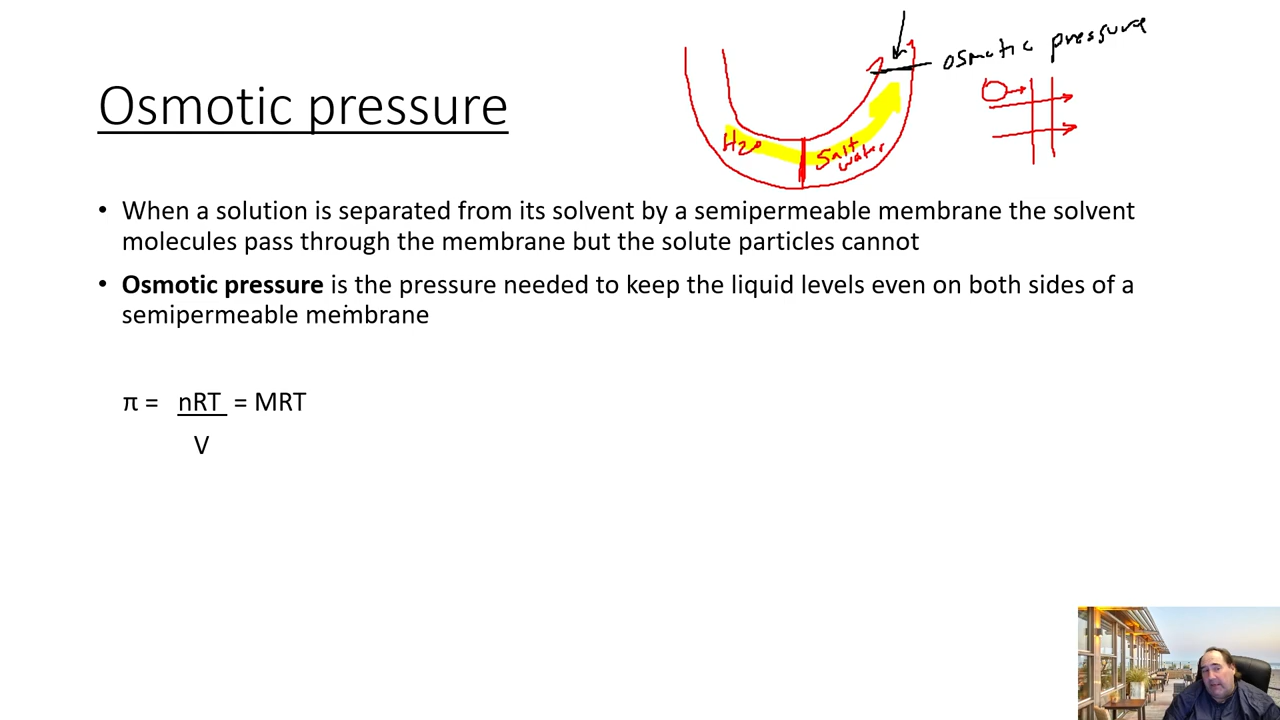 osmotic pressure
Osmotic pressure
H2O
Salt
water
• When a solution is separated from its solvent by a semipermeable membrane the solvent
molecules pass through the membrane but the solute particles cannot
• Osmotic pressure is the pressure needed to keep the liquid levels even on both sides of a
semipermeable membrane
π = nRT = MRT
V